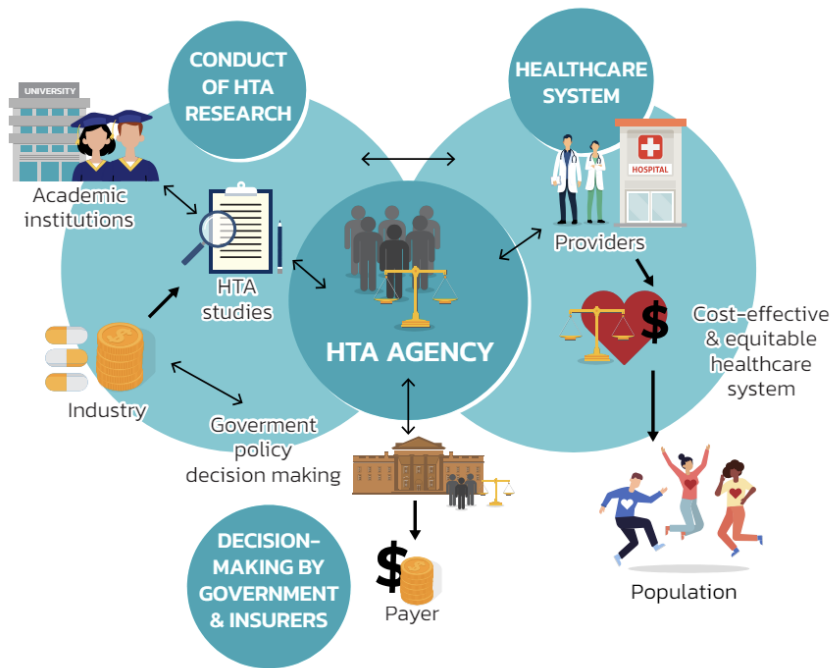 CONDUCT
OF HTA
RESEARCH
HEALTHCARE
SYSTEM
UNIVERSITY
Academic
institutions
HTA
studies
HOSPITAL
Providers
HTA AGENCY
$
Cost-effective
& equitable
healthcare
system
Industry
Goverment
policy
decision making
DECISION-
MAKING BY
GOVERNMENT
& INSURERS
$
Payer
Population